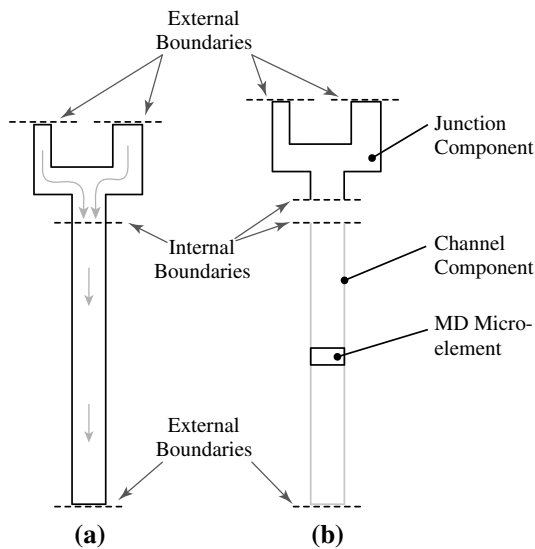 External
Boundaries
Junction
Component
Internal
Boundaries
Channel
Component
MD Micro-
element
External
Boundaries
(a)
(b)